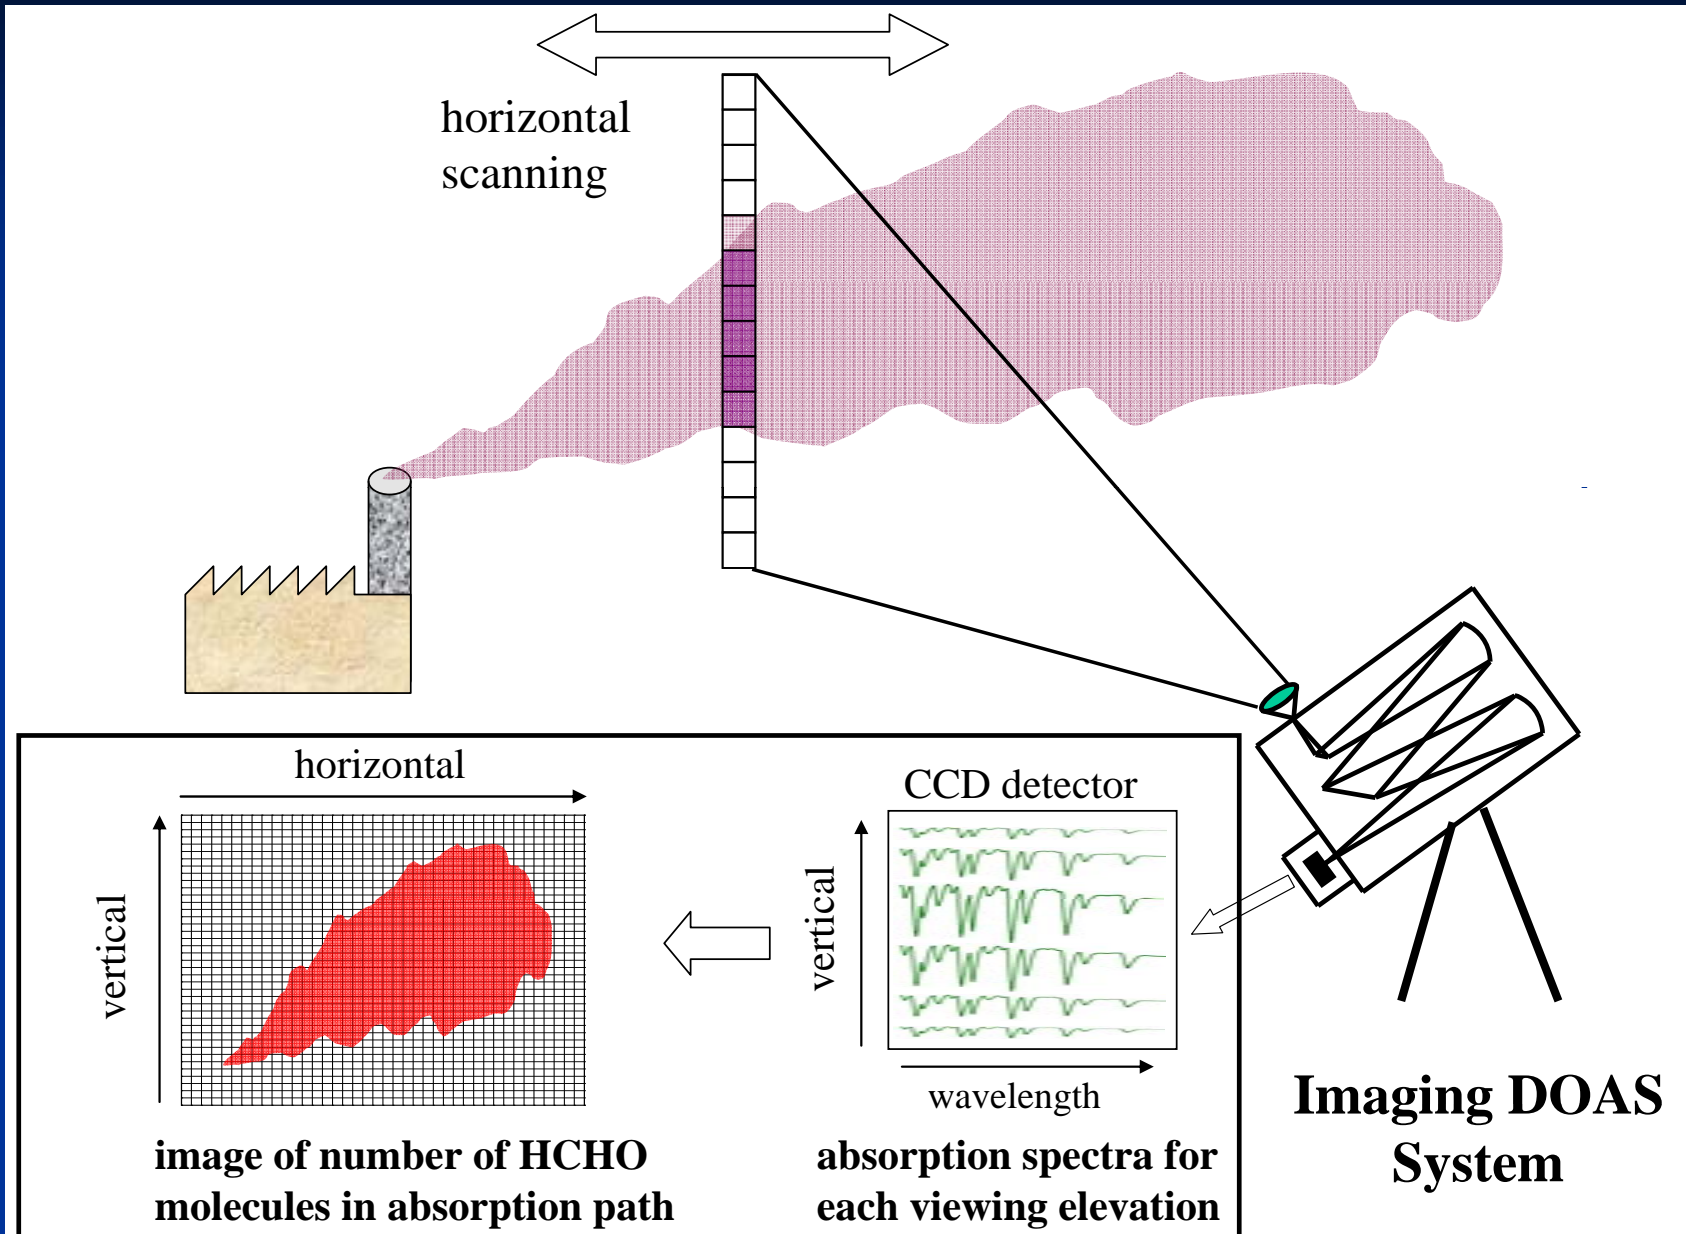 horizontal
scanning
horizontal
vertical
CCD detector
vertical
wavelength
image of number of HCHO
molecules in absorption path
absorption spectra for
each viewing elevation
Imaging DOAS
System